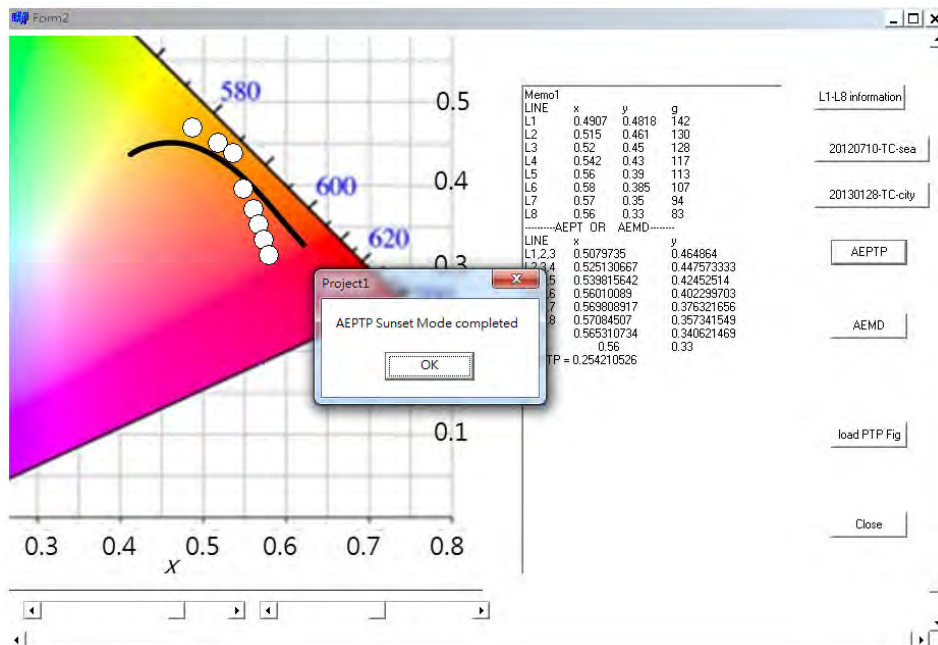 Form2
580
600
620
0.5
0.4
0.3
0.1
0.3 0.4 0.5 0.6 0.7 0.8
X
Memo1
LINE x y g
L1 0.4907 0.4818 142
L2 0.515 0.461 130
L3 0.52 0.45 128
L4 0.542 0.43 117
L5 0.56 0.39 113
L6 0.58 0.385 107
L7 0.57 0.35 94
L8 0.56 0.33 83
---------AEPT OR AEMD-------
LINE x y
L1,2,3 0.5079735 0.464864
,4 0.525130667 0.447573333
,5 0.539815642 0.42452514
,6 0.56010089 0.402299703
,7 0.569808917 0.376321656
,8 0.57084507 0.357341549
0.565310734 0.340621469
0.56 0.33
TP = 0.254210526
Project1
AEPTP Sunset Mode completed
OK
L1-L8 information
20120710-TC-sea
20130128-TC-city
AEPTP
AEMD
load PTP Fig
Close